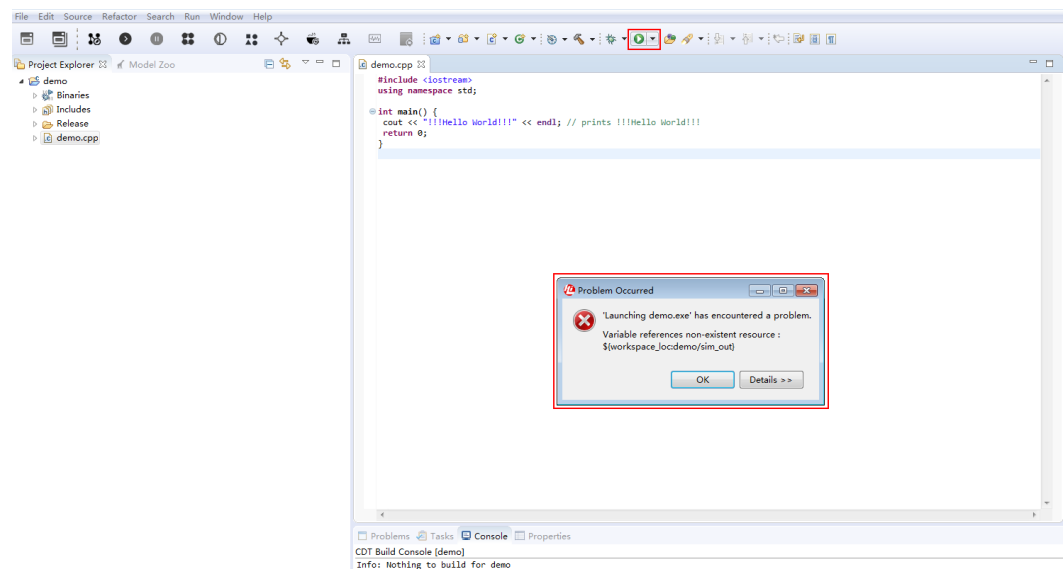 File Edit Source Refactor Search Run Window Help
Project Explorer Model Zoo
demo
Binaries
Includes
Release
demo.cpp
demo.cpp
#include <iostream>
using namespace std;
int main() {
cout << "!!!Hello World!!!" << endl; // prints !!!Hello World!!!
return 0;
}
Problem Occurred
'Launching demo.exe' has encountered a problem.
Variable references non-existent resource :
${workspace_loc:demo/sim_out}
OK Details >>
Problems Tasks Console Properties
CDT Build Console [demo]
Info: Nothing to build for demo